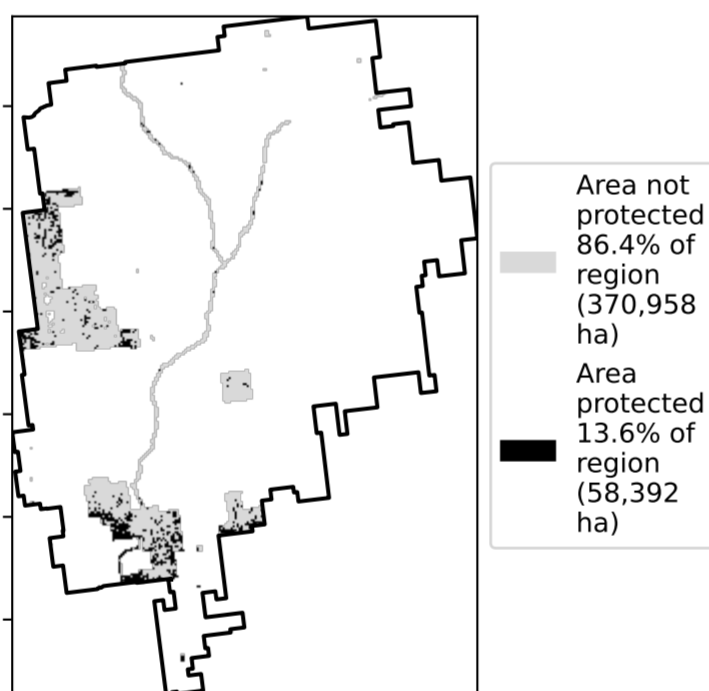 Area not
protected
86.4% of
region
(370,958
ha)
Area
protected
13.6% of
region
(58,392
ha)